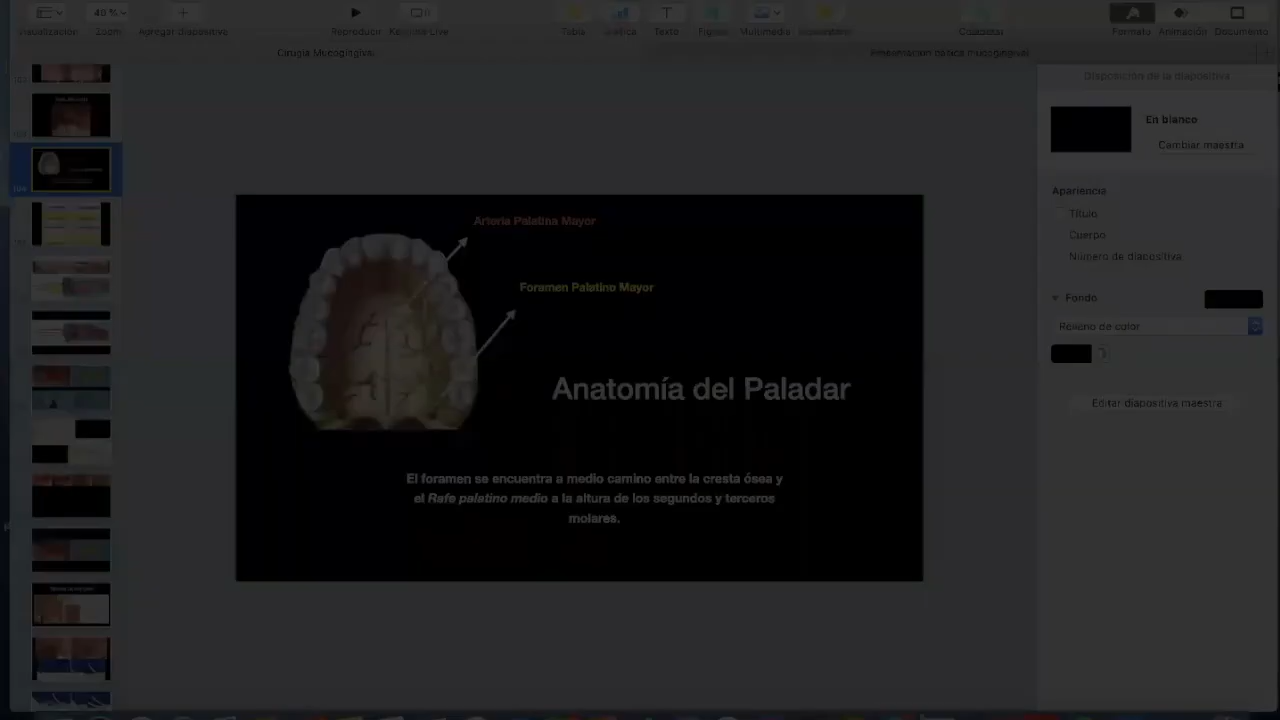 Visualización
48 %
Zoom
Agregar diapositiva
Reproducir
Keynote Live
Tabla
Gráfica
Texto
Figura
Multimedia
Comentario
Colaborar
Formato
Animación
Documento
Cirugía Mucogingival
Presentación óptica mucogingival
Disposición de la diapositiva
En blanco
Cambiar maestra
Apariencia
Título
Cuerpo
Número de diapositiva
Fondo
Relleno de color
Editar diapositiva maestra
Arteria Palatina Mayor
Foramen Palatino Mayor
Anatomía del Paladar
El foramen se encuentra a medio camino entre la cresta ósea y
el Rafe palatino medio a la altura de los segundos y terceros
molares.